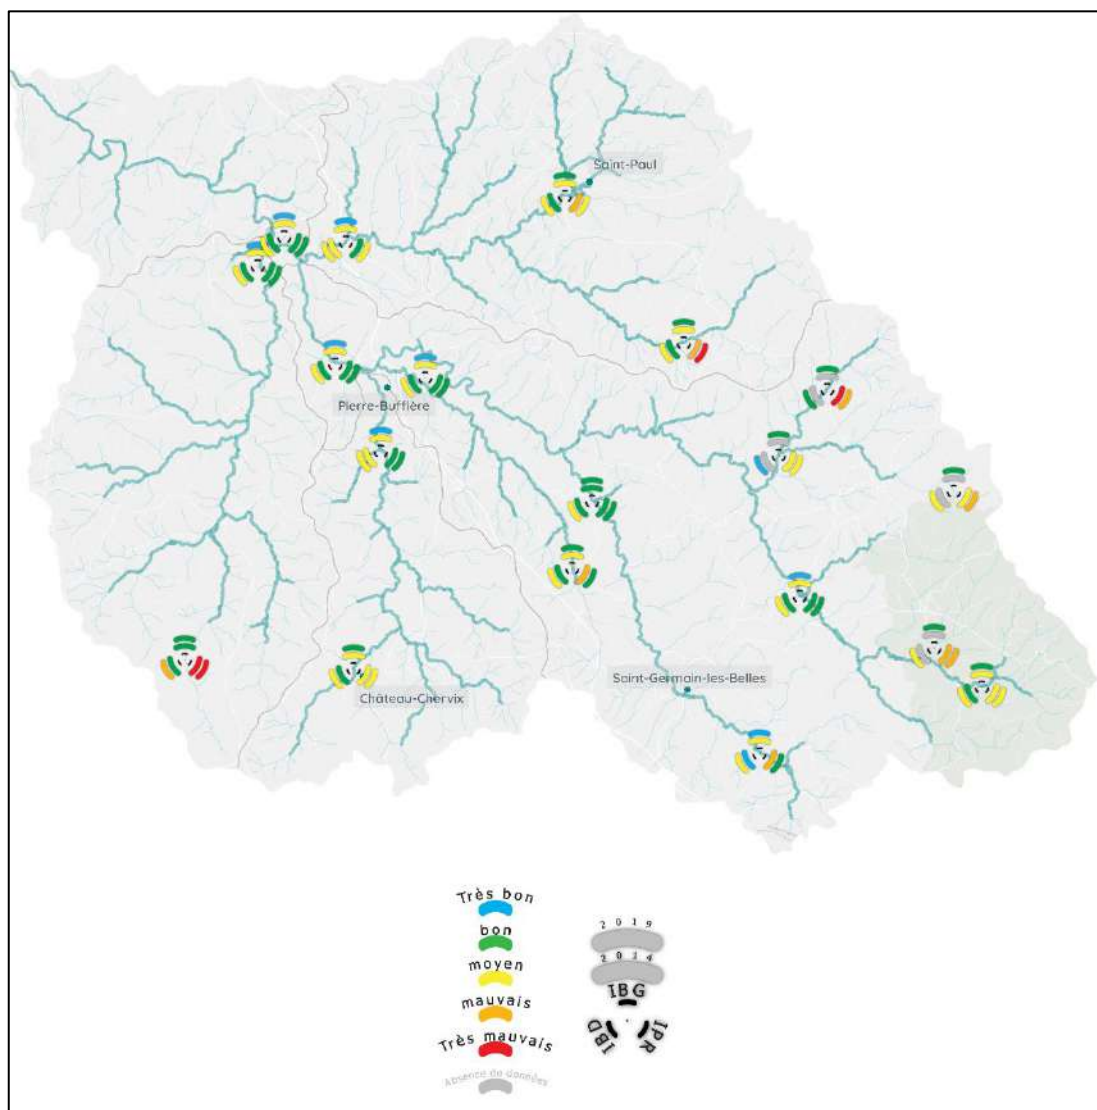 Saint-Paul
Pierre-Buffière
Saint-Germain-les-Belles
Château-Chervix
Très bon
bon
moyen
mauvais
Très mauvais
Absence de données
2019
2014
IBG
IBD
IPR